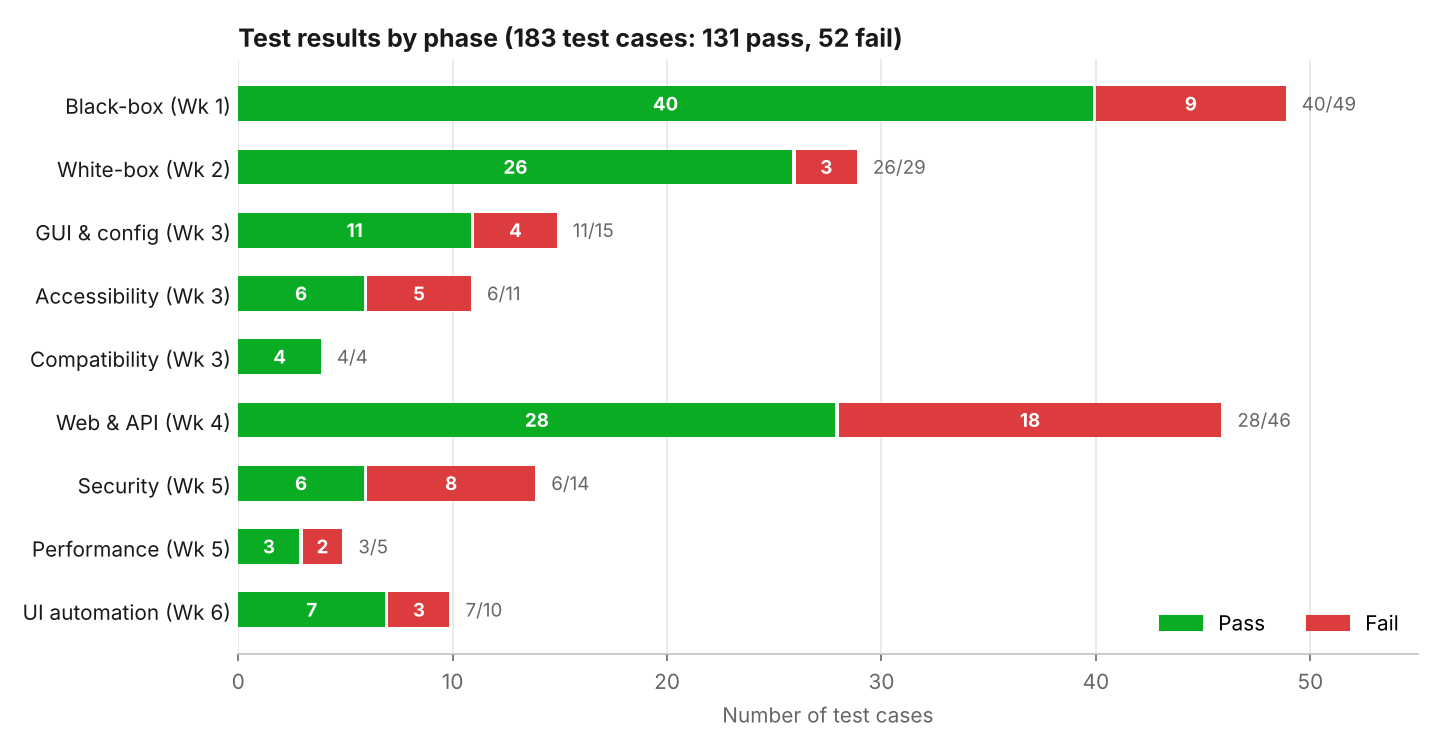 Test results by phase (183 test cases: 131 pass, 52 fail)
Black-box (Wk 1) 40 9 40/49
White-box (Wk 2) 26 3 26/29
GUI & config (Wk 3) 11 4 11/15
Accessibility (Wk 3) 6 5 6/11
Compatibility (Wk 3) 4 4/4
Web & API (Wk 4) 28 18 28/46
Security (Wk 5) 6 8 6/14
Performance (Wk 5) 3 2 3/5
UI automation (Wk 6) 7 3 7/10
Pass Fail
0 10 20 30 40 50
Number of test cases